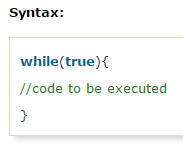 Syntax:
while(true){
//code to be executed
}